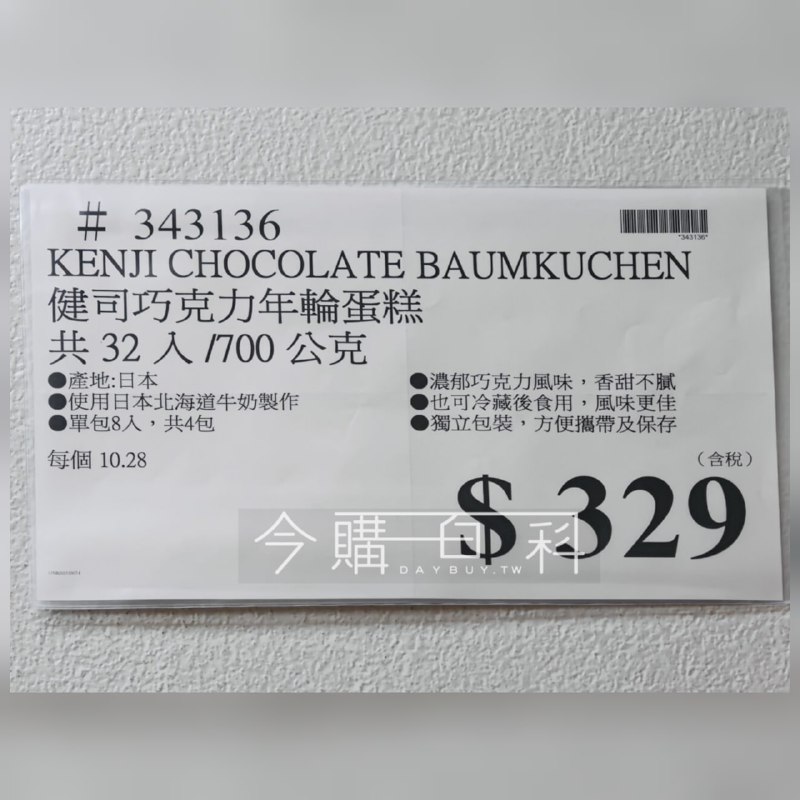 # 343136
*343136*
KENJI CHOCOLATE BAUMKUCHEN
健司巧克力年輪蛋糕
共 32 入 /700 公克
●產地:日本
●使用日本北海道牛奶製作
●單包8入，共4包
●濃郁巧克力風味，香甜不膩
●也可冷藏後食用，風味更佳
●獨立包裝，方便攜帶及保存
每個 10.28
（含稅）
$ 329
今購百科
DAYBUY.TW